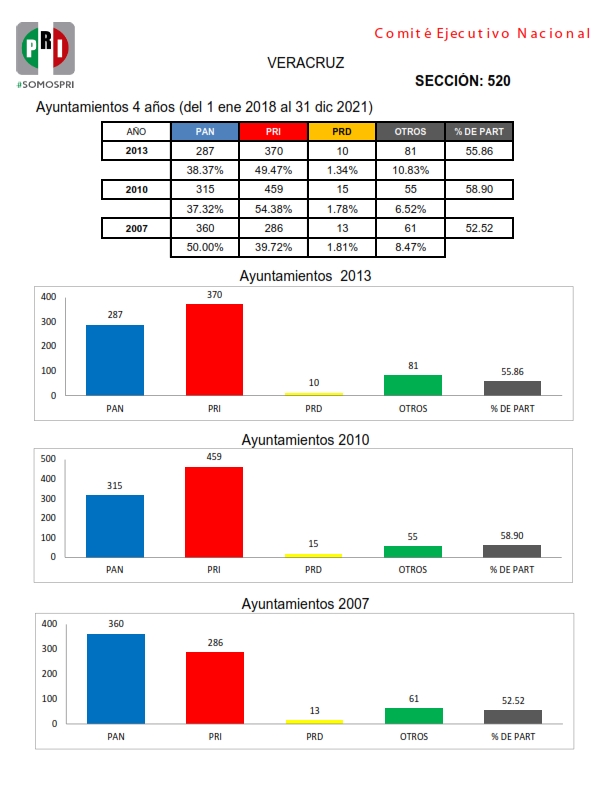 Comité Ejecutivo Nacional
PRI
#SOMOSPRI
VERACRUZ
SECCIÓN: 520
Ayuntamientos 4 años (del 1 ene 2018 al 31 dic 2021)
AÑO PAN PRI PRD OTROS % DE PART
2013 287 370 10 81 55.86
38.37% 49.47% 1.34% 10.83%
2010 315 459 15 55 58.90
37.32% 54.38% 1.78% 6.52%
2007 360 286 13 61 52.52
50.00% 39.72% 1.81% 8.47%
Ayuntamientos 2013
400
300
200
100
0
287 370 10 81 55.86
PAN PRI PRD OTROS % DE PART
Ayuntamientos 2010
500
400
300
200
100
0
315 459 15 55 58.90
PAN PRI PRD OTROS % DE PART
Ayuntamientos 2007
400
300
200
100
0
360 286 13 61 52.52
PAN PRI PRD OTROS % DE PART